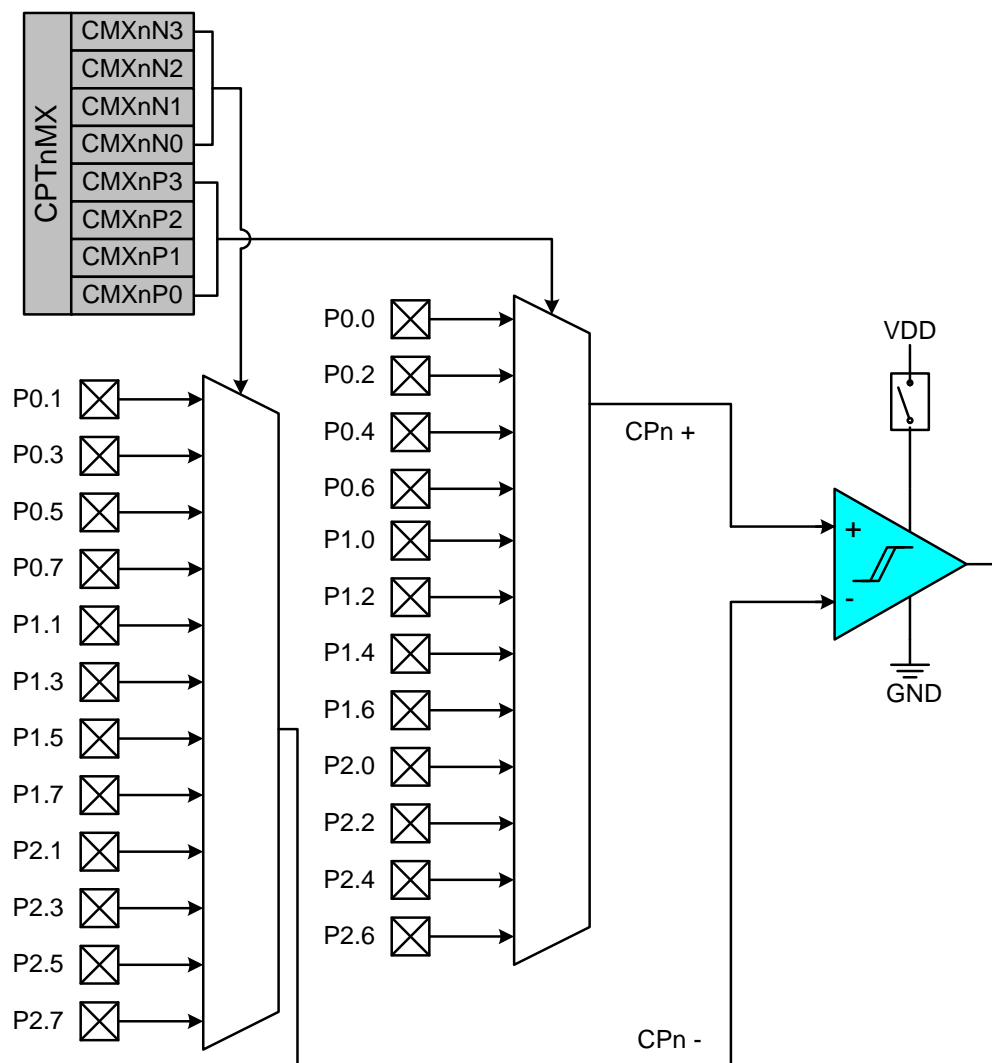 CPTnMX
CMXnN3
CMXnN2
CMXnN1
CMXnN0
CMXnP3
CMXnP2
CMXnP1
CMXnP0
P0.1
P0.3
P0.5
P0.7
P1.1
P1.3
P1.5
P1.7
P2.1
P2.3
P2.5
P2.7
P0.0
P0.2
P0.4
P0.6
P1.0
P1.2
P1.4
P1.6
P2.0
P2.2
P2.4
P2.6
CPn +
CPn -
VDD
+
-
GND